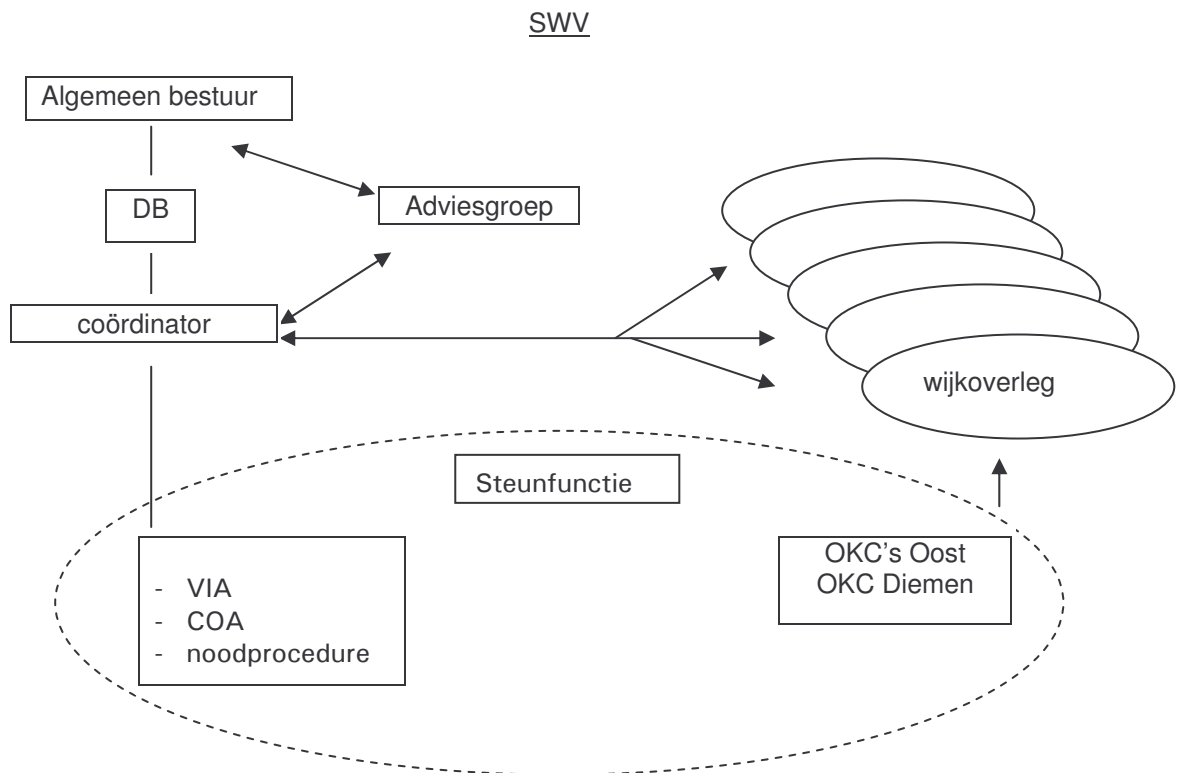 SWV
Algemeen bestuur
DB
Adviesgroep
coördinator
wijkoverleg
Steunfunctie
- VIA
- COA
- noodprocedure
OKC's Oost
OKC Diemen